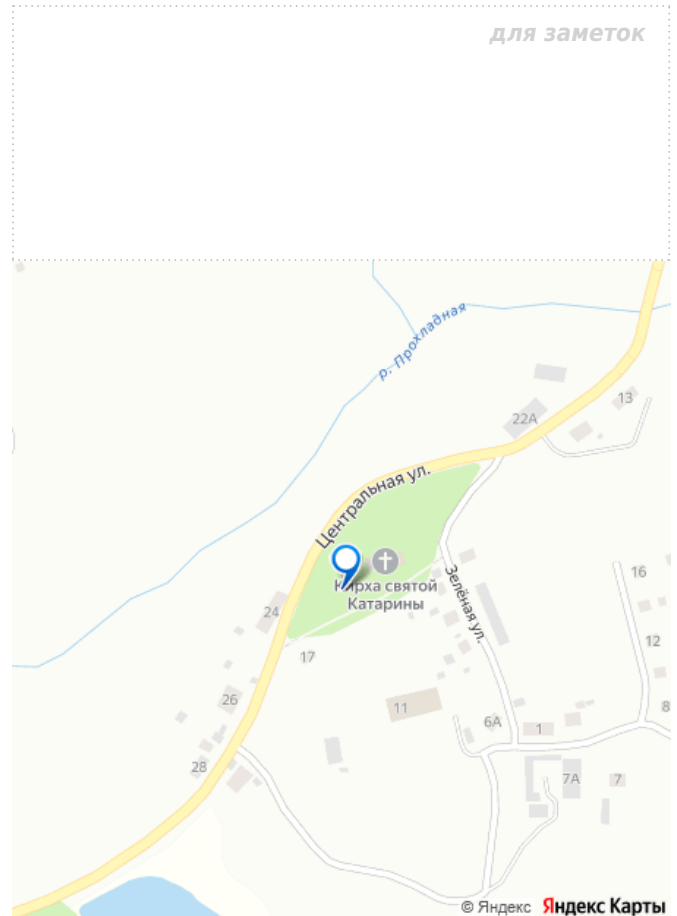 для заметок
р. Прохладная
13
22А
Центральная ул.
Кирха святой
Катарины
Зелёная ул.
16
24
17
12
26
11
8
6А
1
28
7А
7
© Яндекс Яндекс Карты